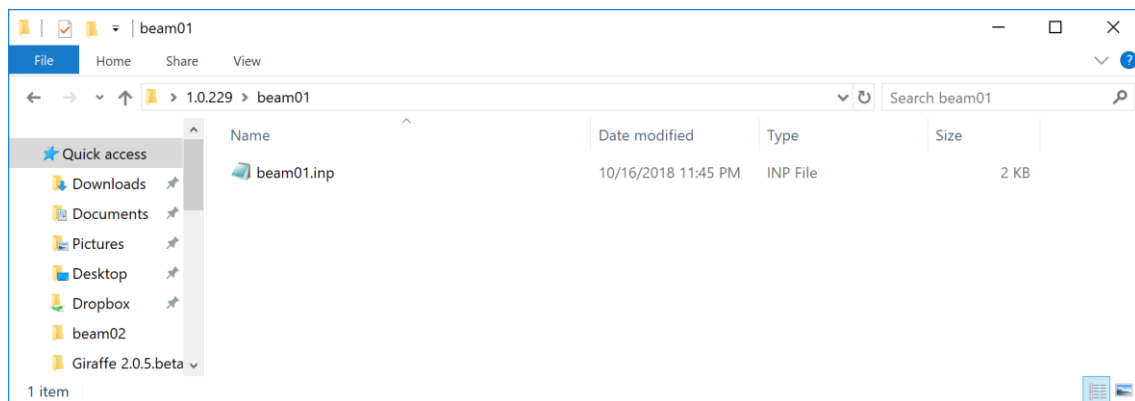 beam01
File Home Share View
1.0.229 > beam01 Search beam01
Name Date modified Type Size
Quick access
beam01.inp 10/16/2018 11:45 PM INP File 2 KB
Downloads
Documents
Pictures
Desktop
Dropbox
beam02
Giraffe 2.0.5.beta
1 item